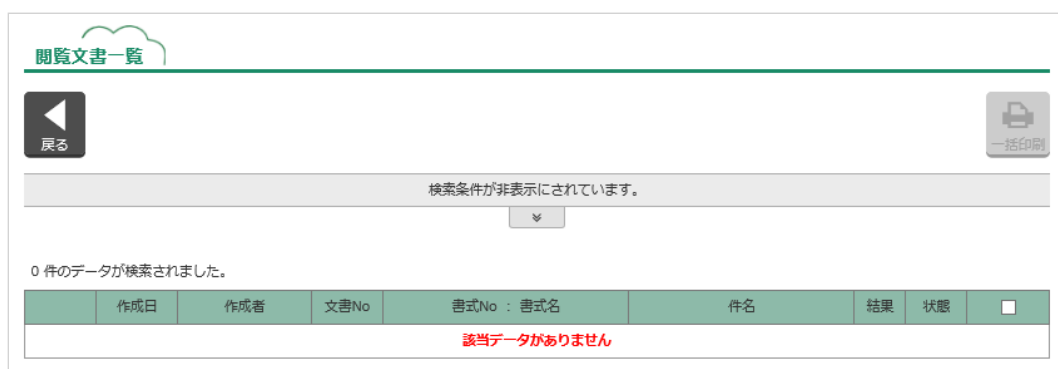 閲覧文書一覧
戻る
一括印刷
検索条件が非表示にされています。
0 件のデータが検索されました。
作成日 作成者 文書No 書式No : 書式名 件名 結果 状態
該当データがありません